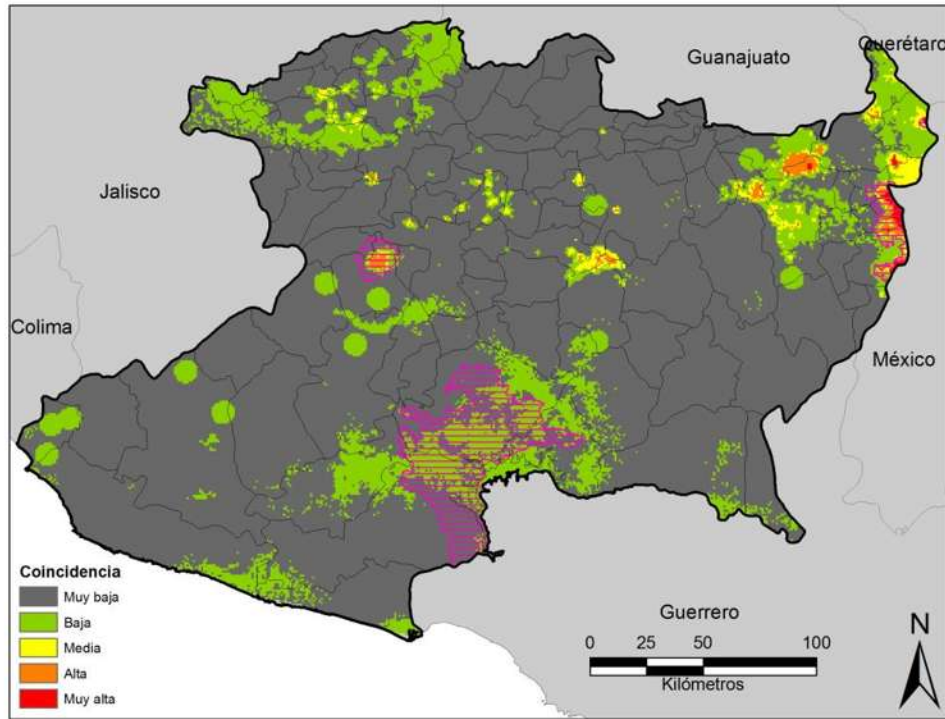 Guanajuato
Querétaro
Jalisco
Colima
México
Guerrero
Coincidencia
Muy baja
Baja
Media
Alta
Muy alta
0 25 50 100
Kilómetros
N